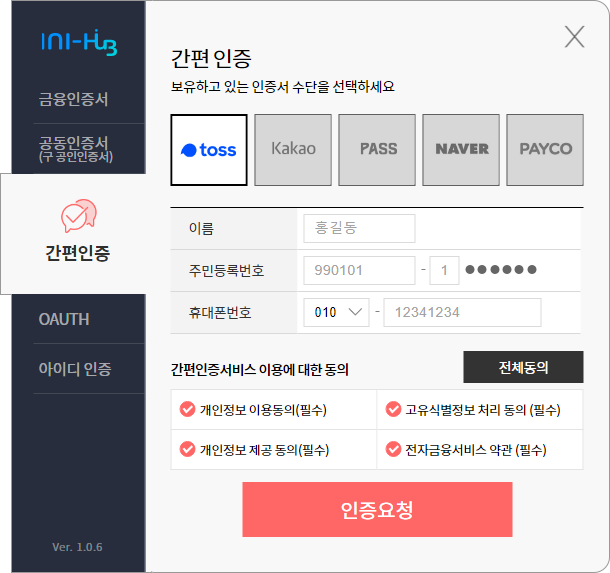 INI-HUB
금융인증서
공동인증서
(구 공인인증서)
간편인증
OAUTH
아이디 인증
Ver. 1.0.6
간편 인증
보유하고 있는 인증서 수단을 선택하세요
toss Kakao PASS NAVER PAYCO
이름 홍길동
주민등록번호 990101 - 1 ●●●●●●
휴대폰번호 010 - 12341234
간편인증서비스 이용에 대한 동의 전체동의
개인정보 이용동의(필수) 고유식별정보 처리 동의 (필수)
개인정보 제공 동의(필수) 전자금융서비스 약관 (필수)
인증요청